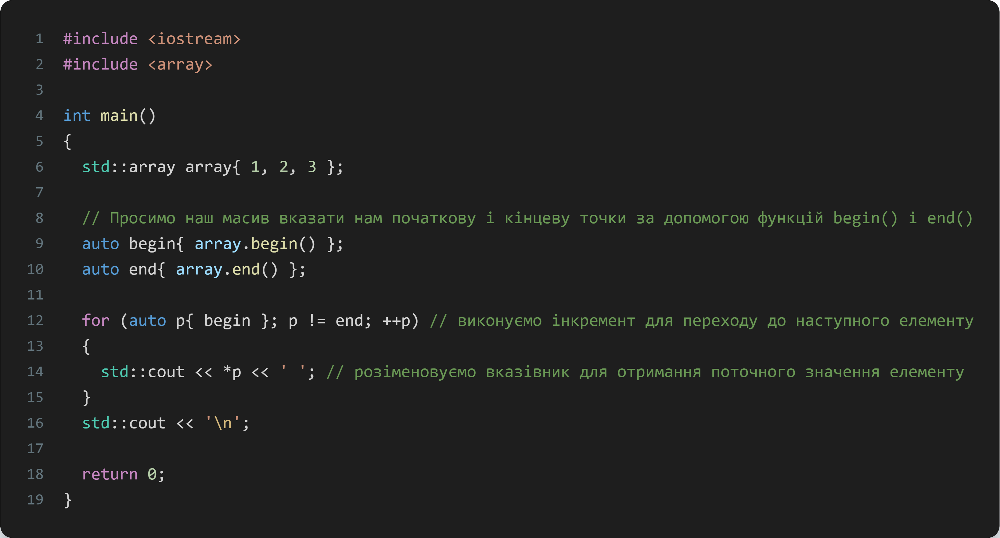 1 #include <iostream>
2 #include <array>
3
4 int main()
5 {
6 std::array array{ 1, 2, 3 };
7
8 // Просимо наш масив вказати нам початкову і кінцеву точки за допомогою функцій begin() і end()
9 auto begin{ array.begin() };
10 auto end{ array.end() };
11
12 for (auto p{ begin }; p != end; ++p) // виконуємо інкремент для переходу до наступного елементу
13 {
14 std::cout << *p << ' '; // розіменовуємо вказівник для отримання поточного значення елементу
15 }
16 std::cout << '\n';
17
18 return 0;
19 }